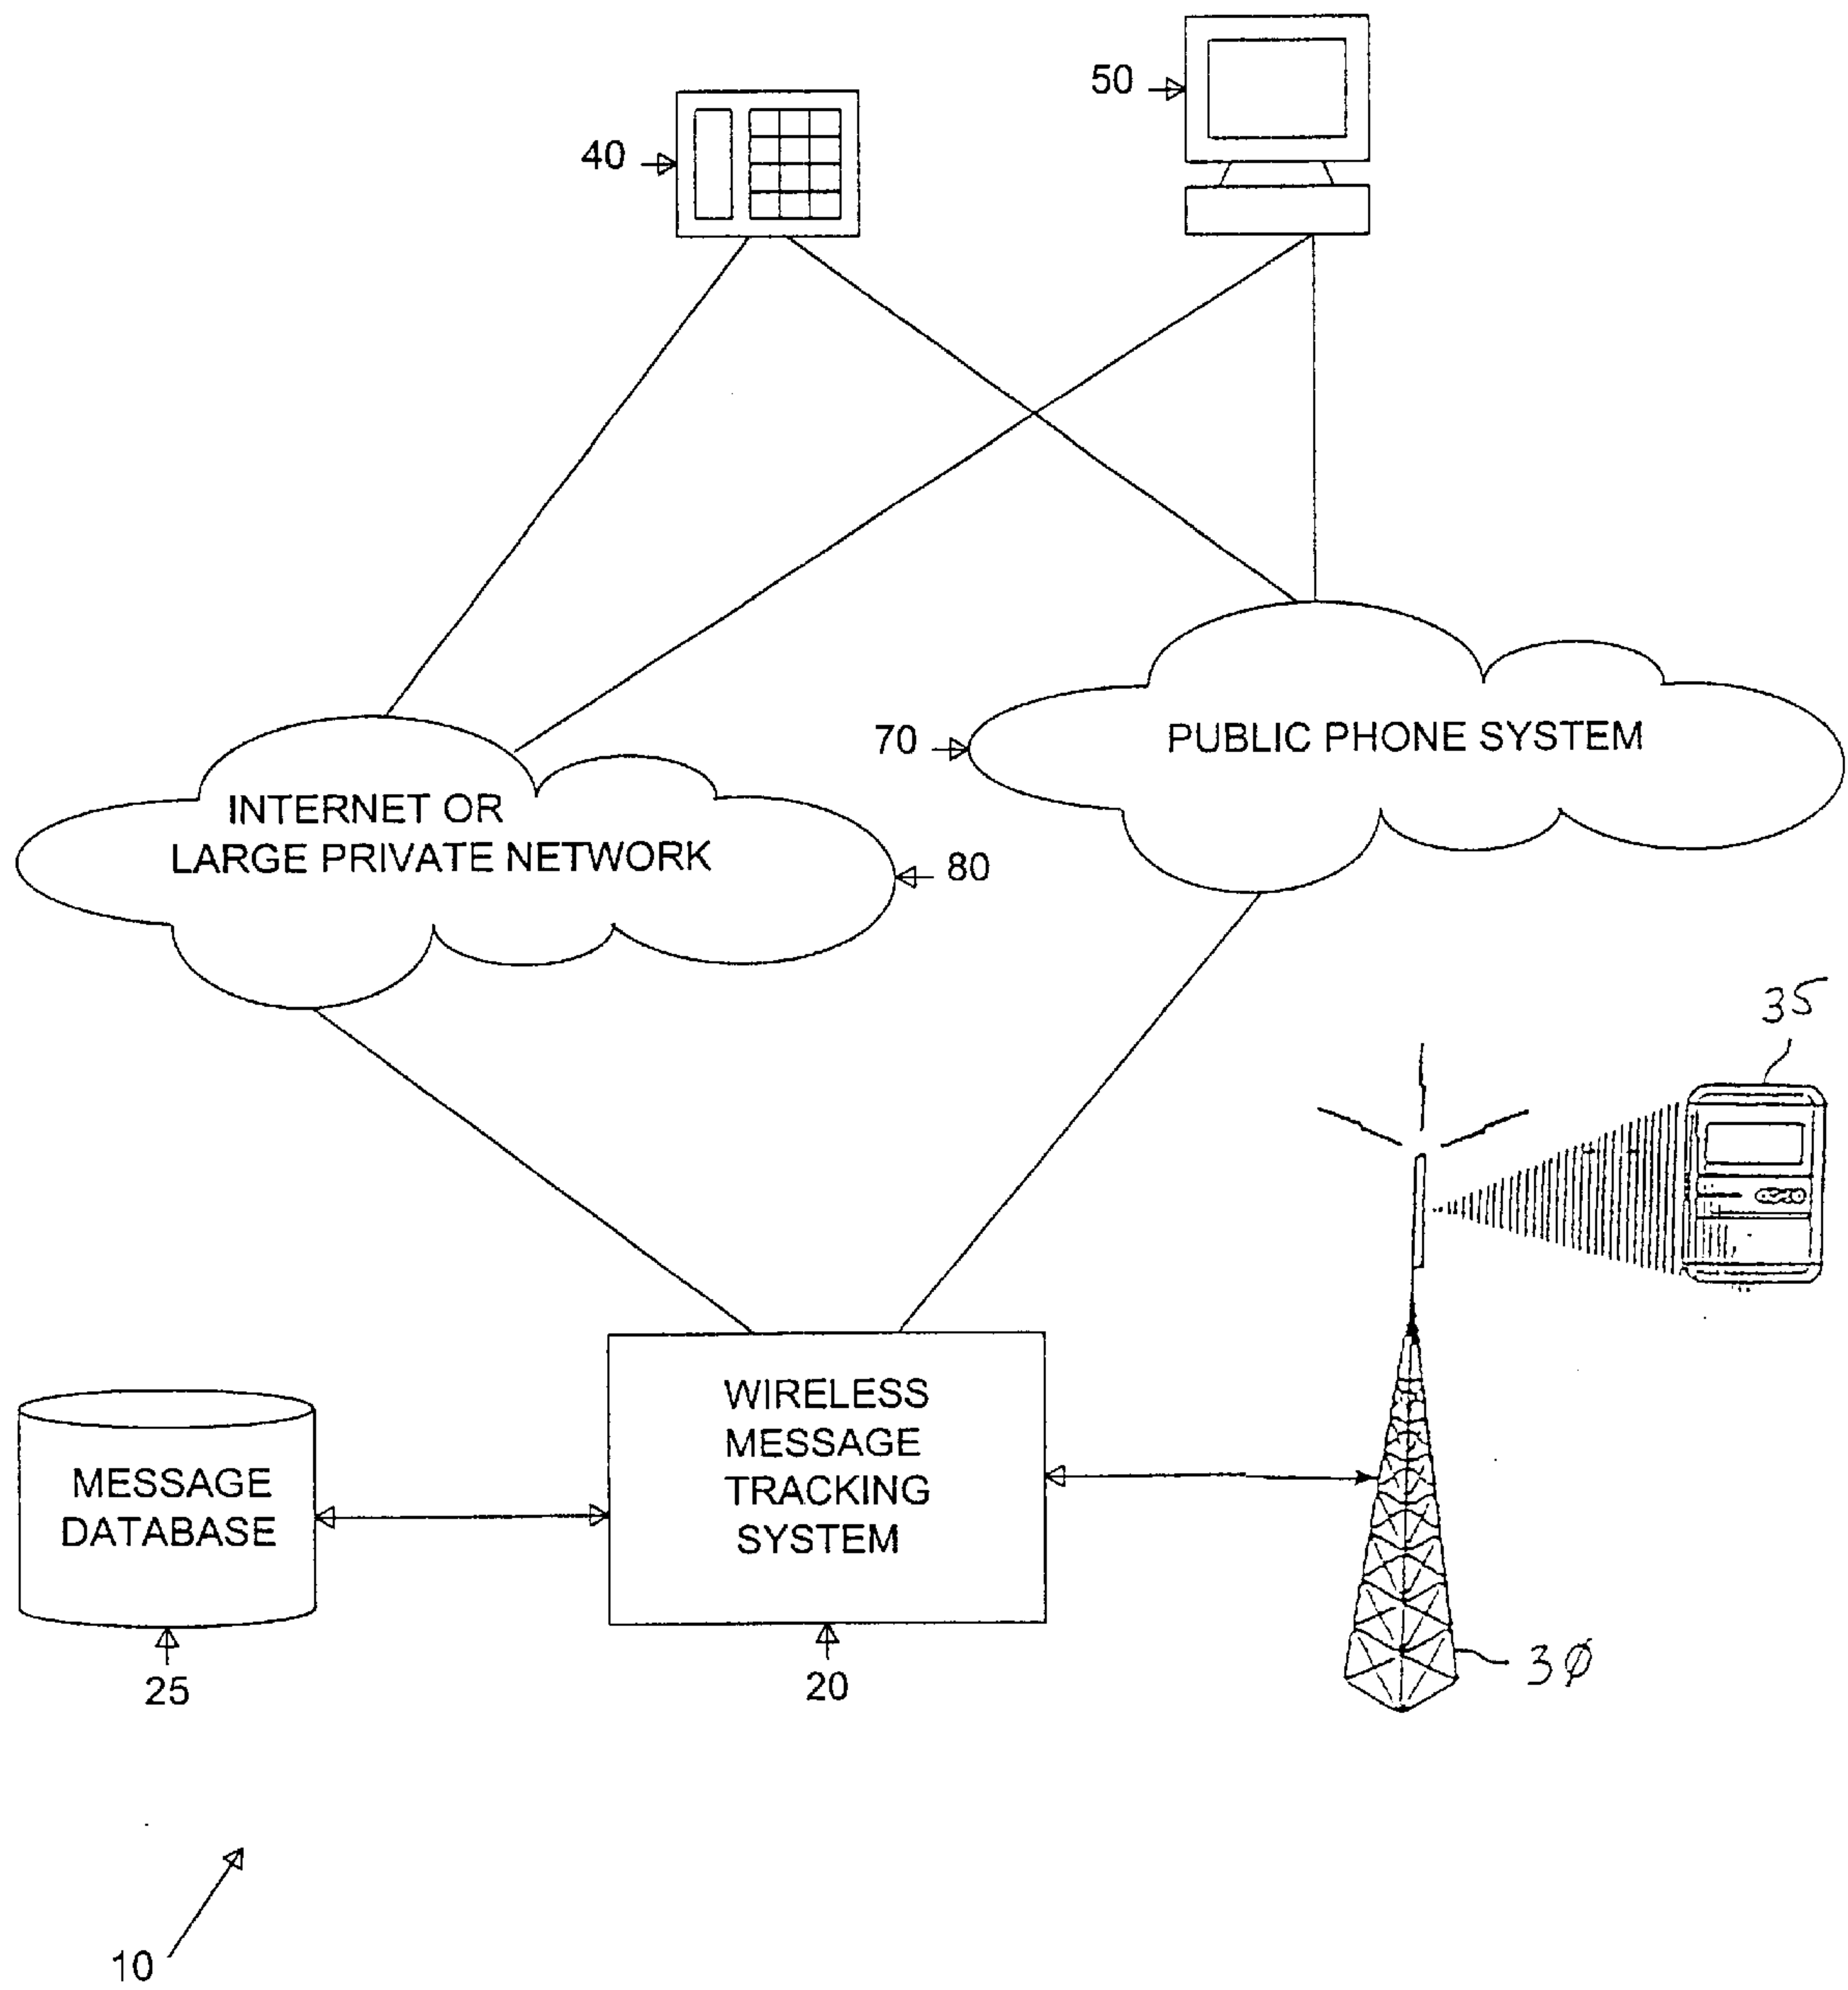 50
40
PUBLIC PHONE SYSTEM
70
INTERNET OR
LARGE PRIVATE NETWORK
80
35
WIRELESS
MESSAGE
TRACKING
SYSTEM
MESSAGE
DATABASE
30
25
20
10